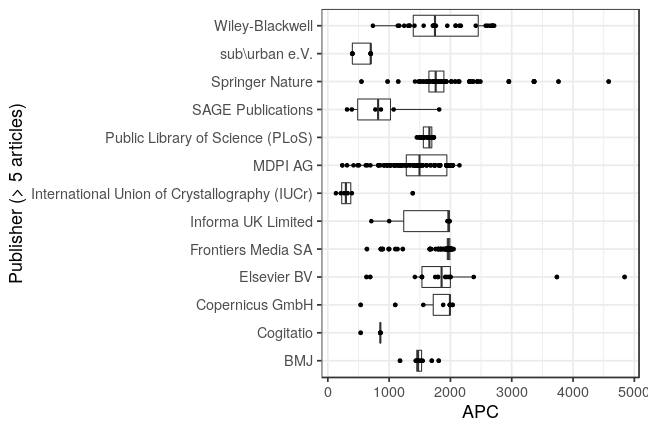 Publisher (> 5 articles)
Wiley-Blackwell
sub\urban e.V.
Springer Nature
SAGE Publications
Public Library of Science (PLoS)
MDPI AG
International Union of Crystallography (IUCr)
Informa UK Limited
Frontiers Media SA
Elsevier BV
Copernicus GmbH
Cogitatio
BMJ
0 1000 2000 3000 4000 5000
APC